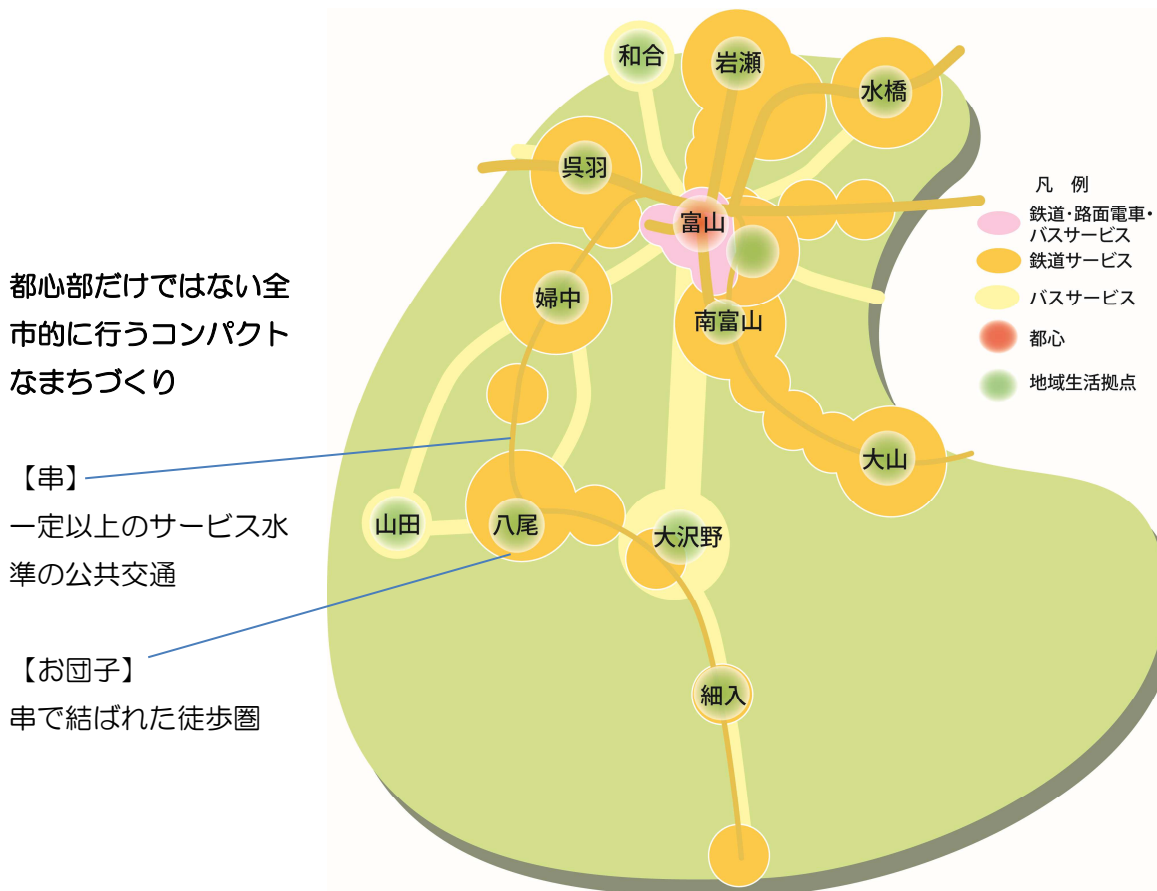 都心部だけではない全
市的に行うコンパクト
なまちづくり
【串】
一定以上のサービス水
準の公共交通
【お団子】
串で結ばれた徒歩圏
和合
岩瀬
水橋
呉羽
富山
婦中
南富山
大山
山田
八尾
大沢野
細入
凡 例
鉄道・路面電車・
バスサービス
鉄道サービス
バスサービス
都心
地域生活拠点